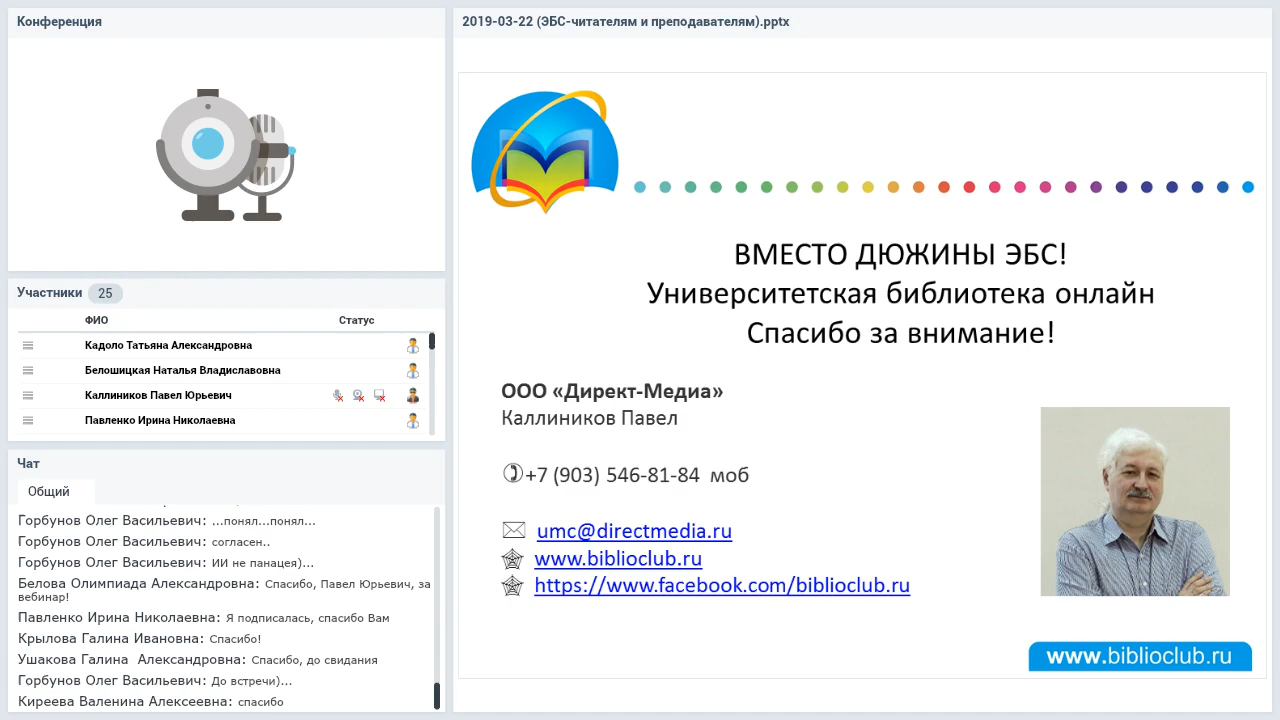 Конференция
Участники 25
ФИО Статус
Кадоло Татьяна Александровна
Белошицкая Наталья Владиславовна
Каллиников Павел Юрьевич
Павленко Ирина Николаевна
Чат
Общий
Горбунов Олег Васильевич: ...понял...понял...
Горбунов Олег Васильевич: согласен..
Горбунов Олег Васильевич: ИИ не панацея)...
Белова Олимпиада Александровна: Спасибо, Павел Юрьевич, за
вебинар!
Павленко Ирина Николаевна: Я подписалась, спасибо Вам
Крылова Галина Ивановна: Спасибо!
Ушакова Галина  Александровна: Спасибо, до свидания
Горбунов Олег Васильевич: До встречи)...
Киреева Валенина Алексеевна: спасибо
2019-03-22 (ЭБС-читателям и преподавателям).pptx
ВМЕСТО ДЮЖИНЫ ЭБС!
Университетская библиотека онлайн
Спасибо за внимание!
ООО «Директ-Медиа»
Каллиников Павел
+7 (903) 546-81-84 моб
umc@directmedia.ru
www.biblioclub.ru
https://www.facebook.com/biblioclub.ru
www.biblioclub.ru